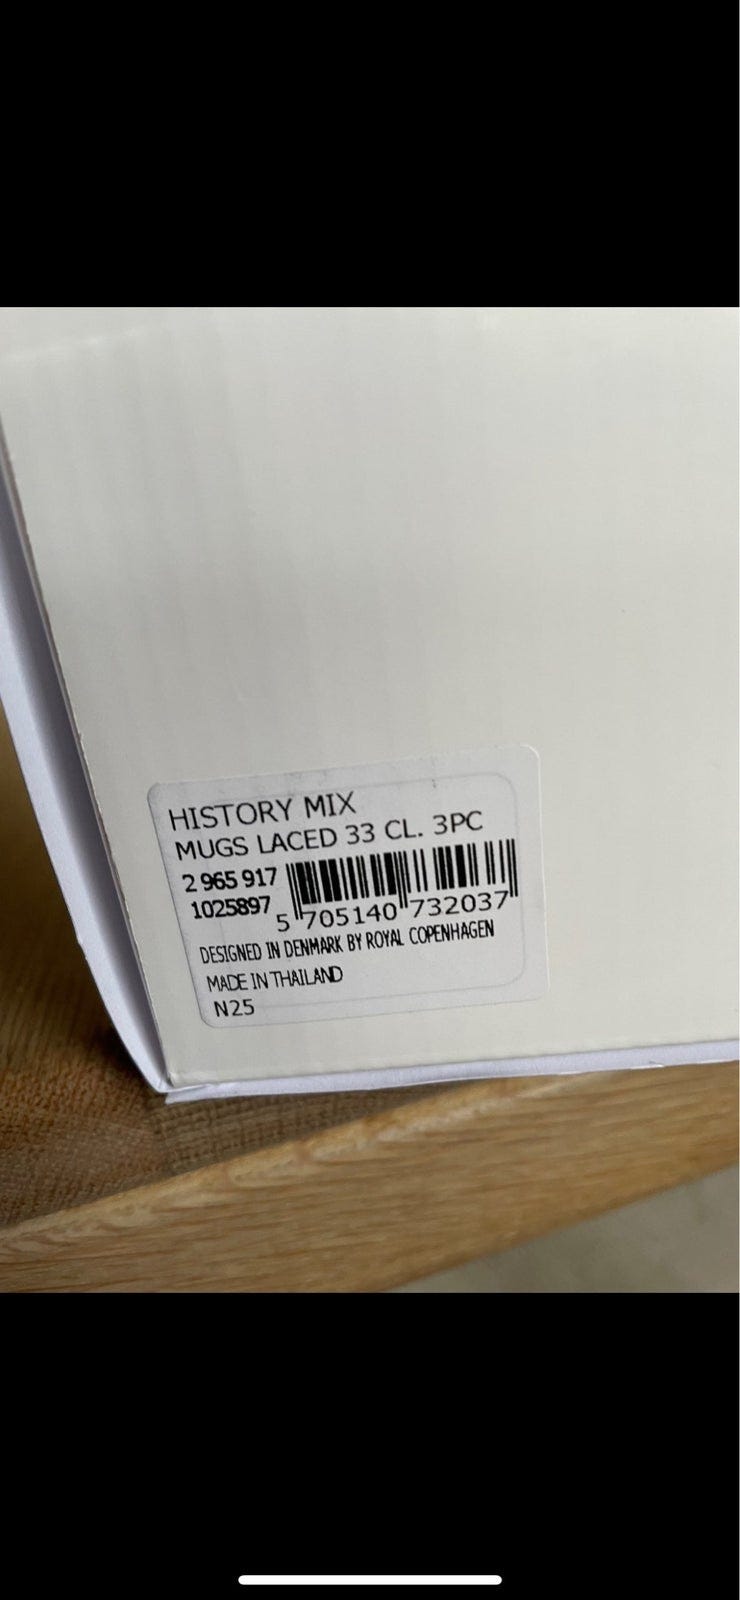 HISTORY MIX
MUGS LACED 33 CL. 3PC
2 965 917
1025897
5 705140 732037
DESIGNED IN DENMARK BY ROYAL COPENHAGEN
MADE IN THAILAND
N25